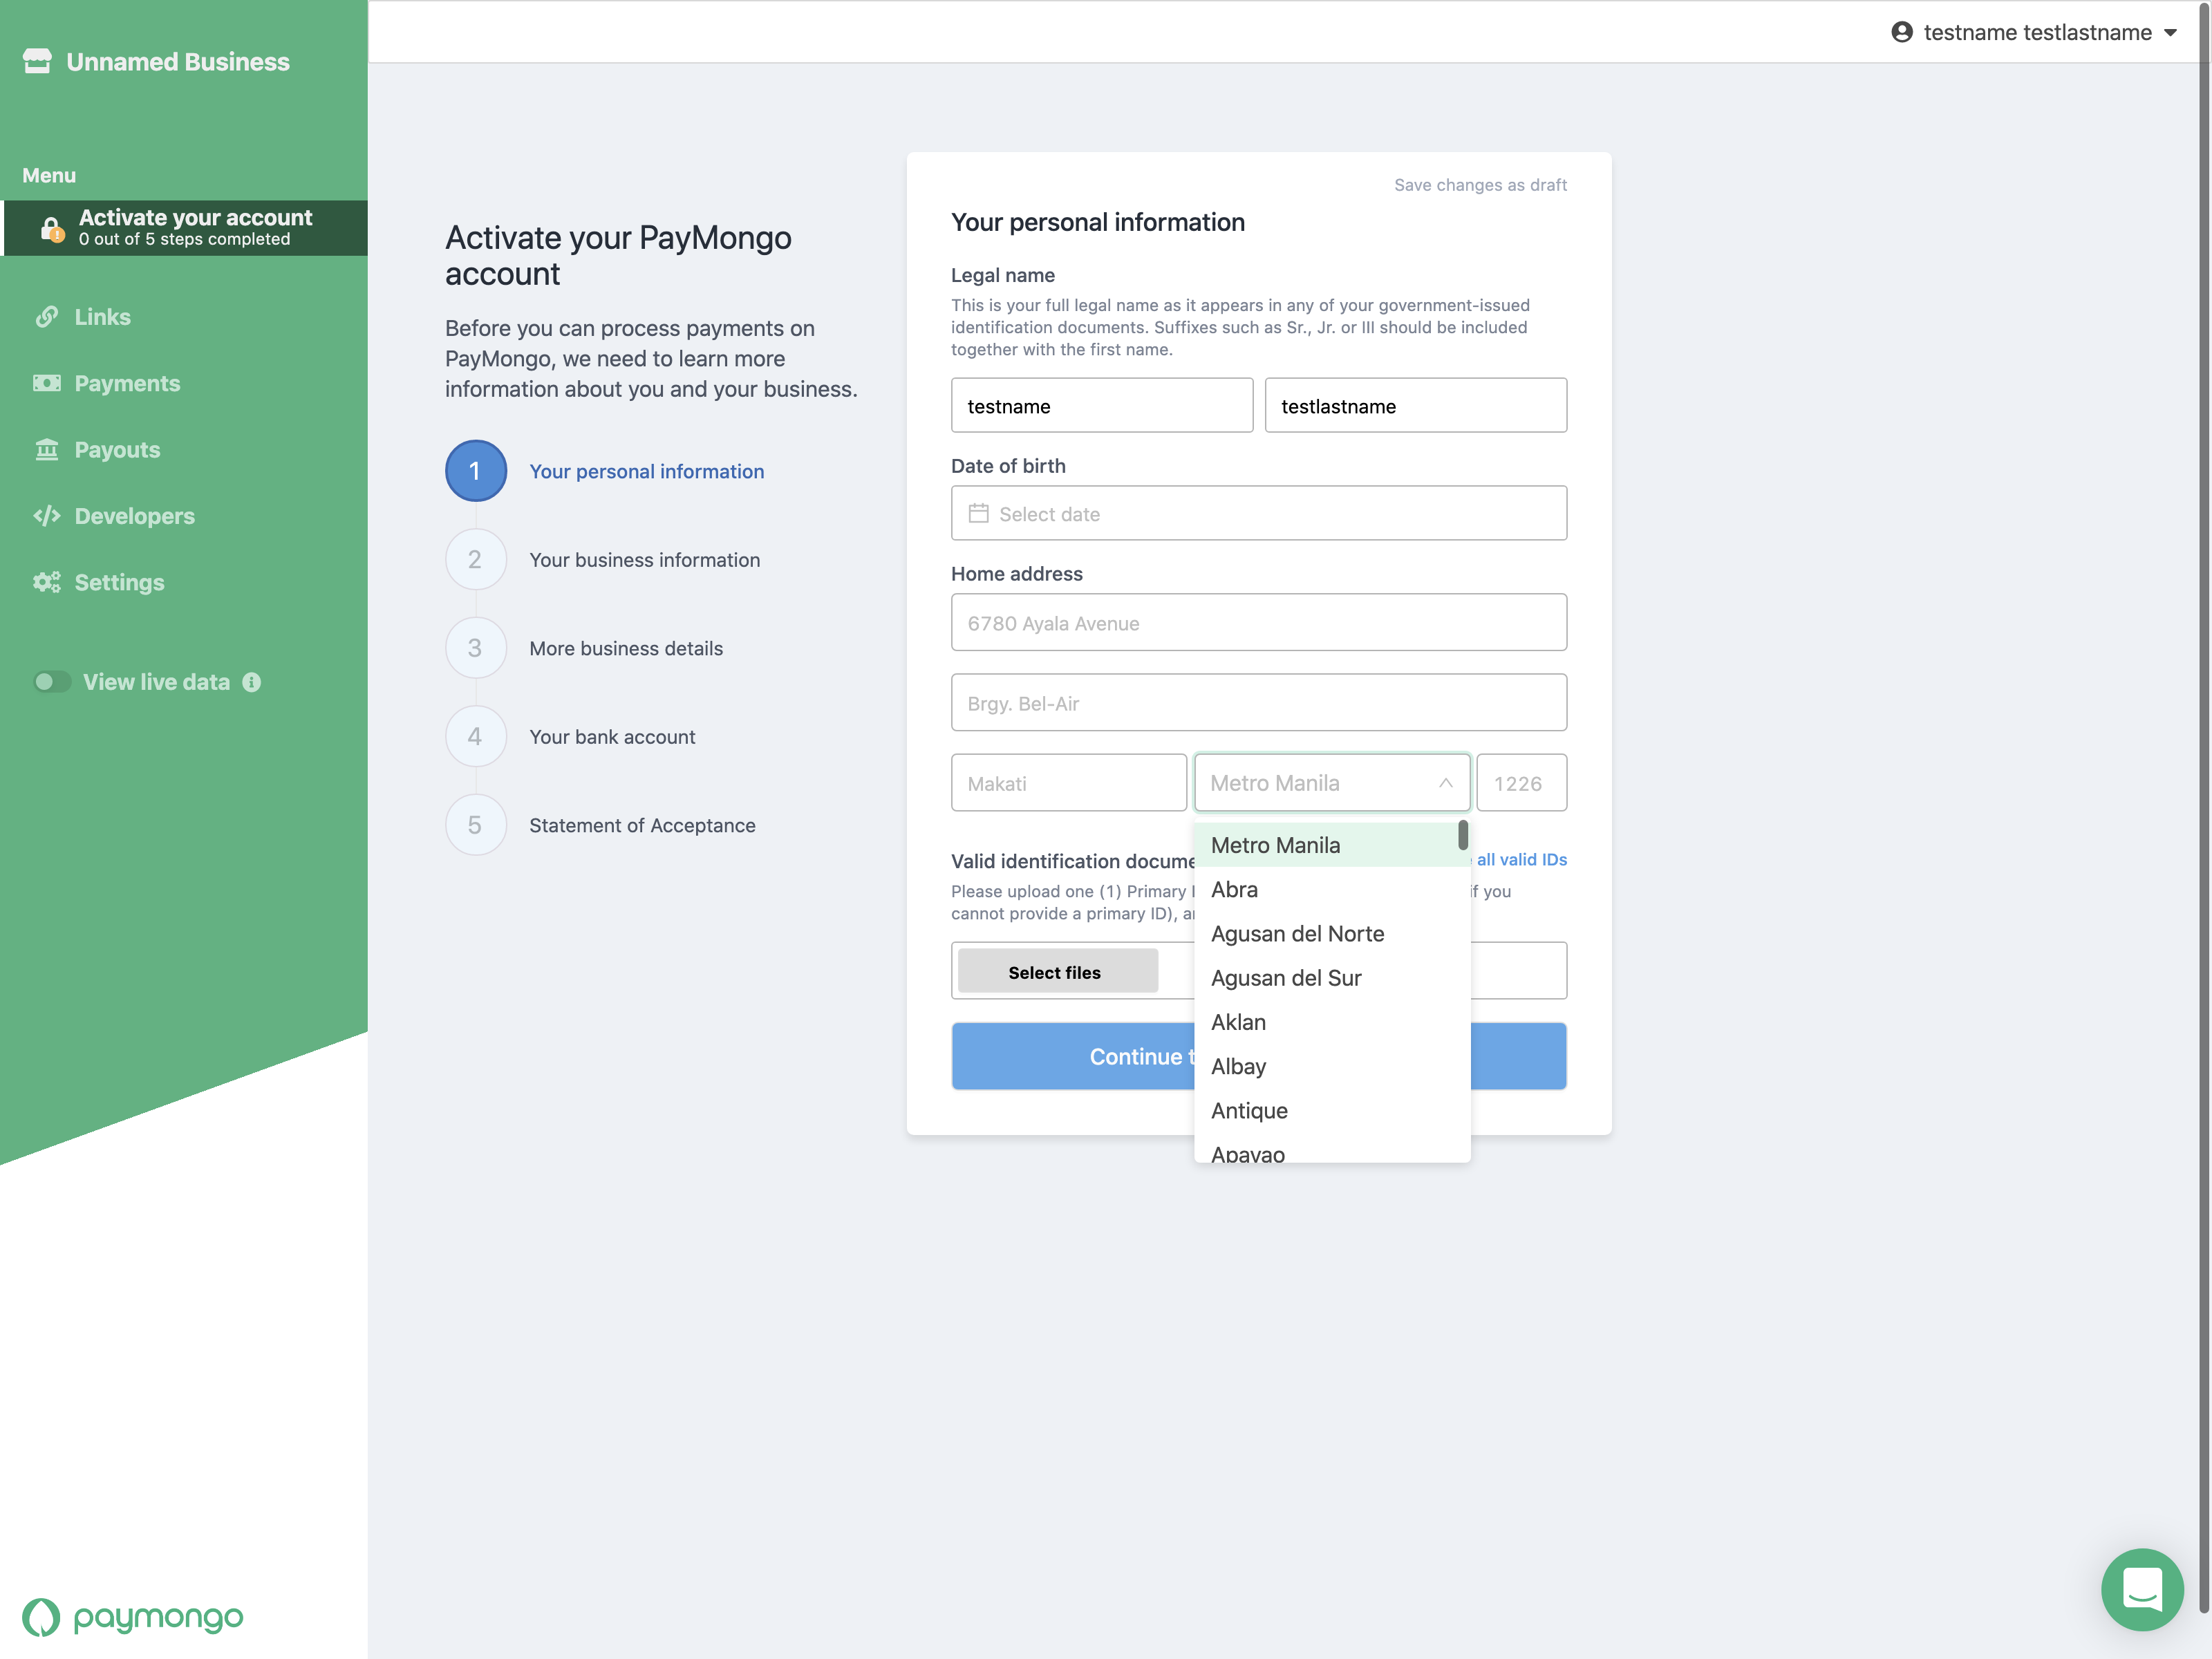 Unnamed Business
testname testlastname
Menu
Activate your account
0 out of 5 steps completed
Links
Payments
Payouts
Developers
Settings
View live data
paymongo
Activate your PayMongo
account
Before you can process payments on
PayMongo, we need to learn more
information about you and your business.
1 Your personal information
2 Your business information
3 More business details
4 Your bank account
5 Statement of Acceptance
Save changes as draft
Your personal information
Legal name
This is your full legal name as it appears in any of your government-issued
identification documents. Suffixes such as Sr., Jr. or III should be included
together with the first name.
testname testlastname
Date of birth
Select date
Home address
6780 Ayala Avenue
Brgy. Bel-Air
Makati Metro Manila 1226
Metro Manila
Abra
Agusan del Norte
Agusan del Sur
Aklan
Albay
Antique
Apayao
Valid identification docume all valid IDs
Please upload one (1) Primary if you
cannot provide a primary ID),
Select files
Continue